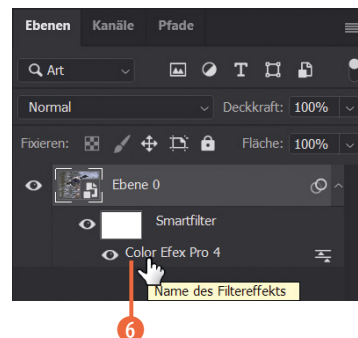 Ebenen Kanäle Pfade
Art
Normal Deckkraft: 100%
Fixieren: Fläche: 100%
Ebene 0
Smartfilter
Color Efex Pro 4
Name des Filtereffekts
6